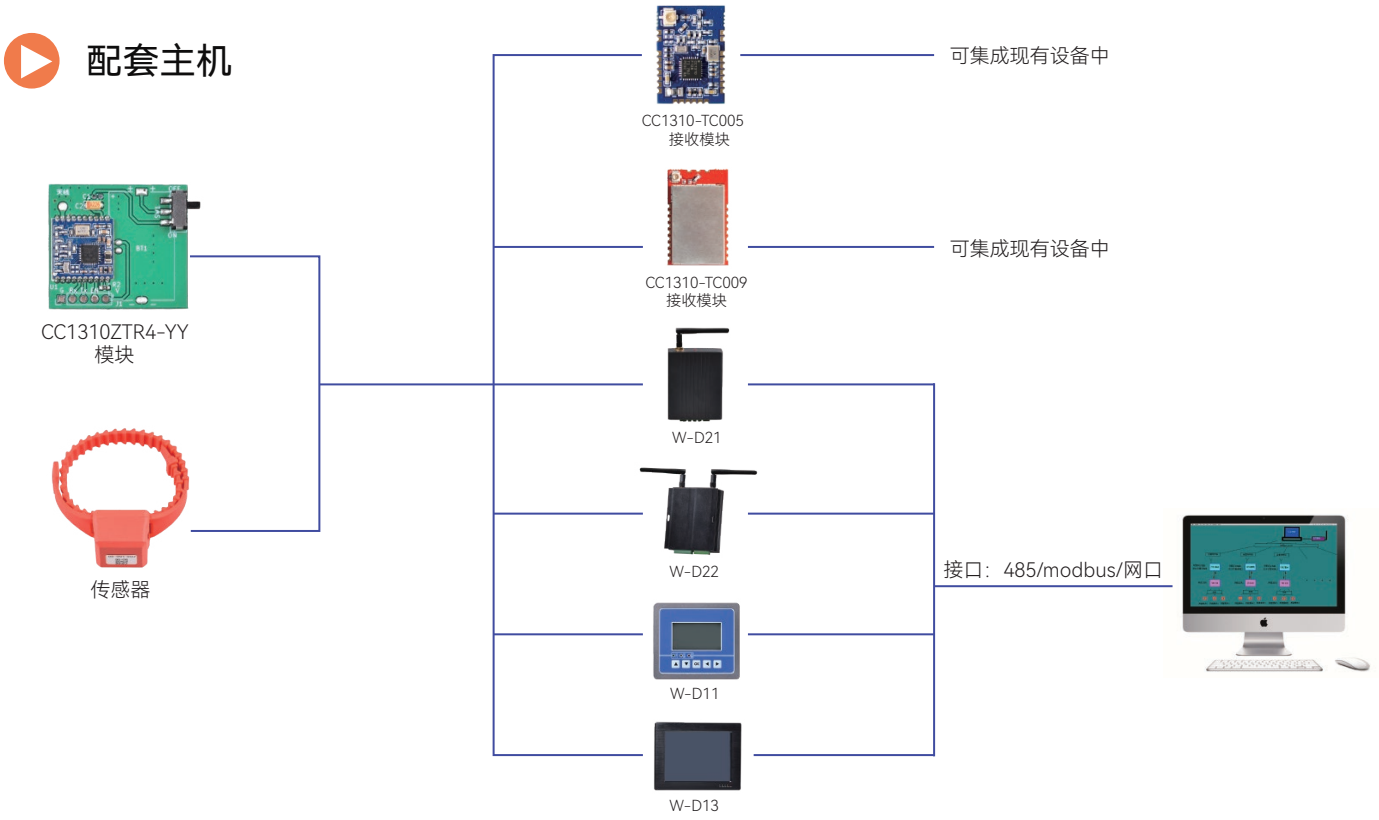 配套主机
CC1310-TC005
接收模块
可集成现有设备中
CC1310-TC009
接收模块
可集成现有设备中
CC1310ZTR4-YY
模块
传感器
W-D21
W-D22
W-D11
W-D13
接口：485/modbus/网口